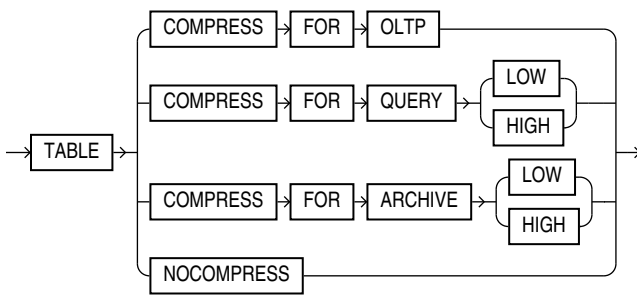 COMPRESS FOR OLTP
LOW
COMPRESS FOR QUERY
HIGH
TABLE
LOW
COMPRESS FOR ARCHIVE
HIGH
NOCOMPRESS